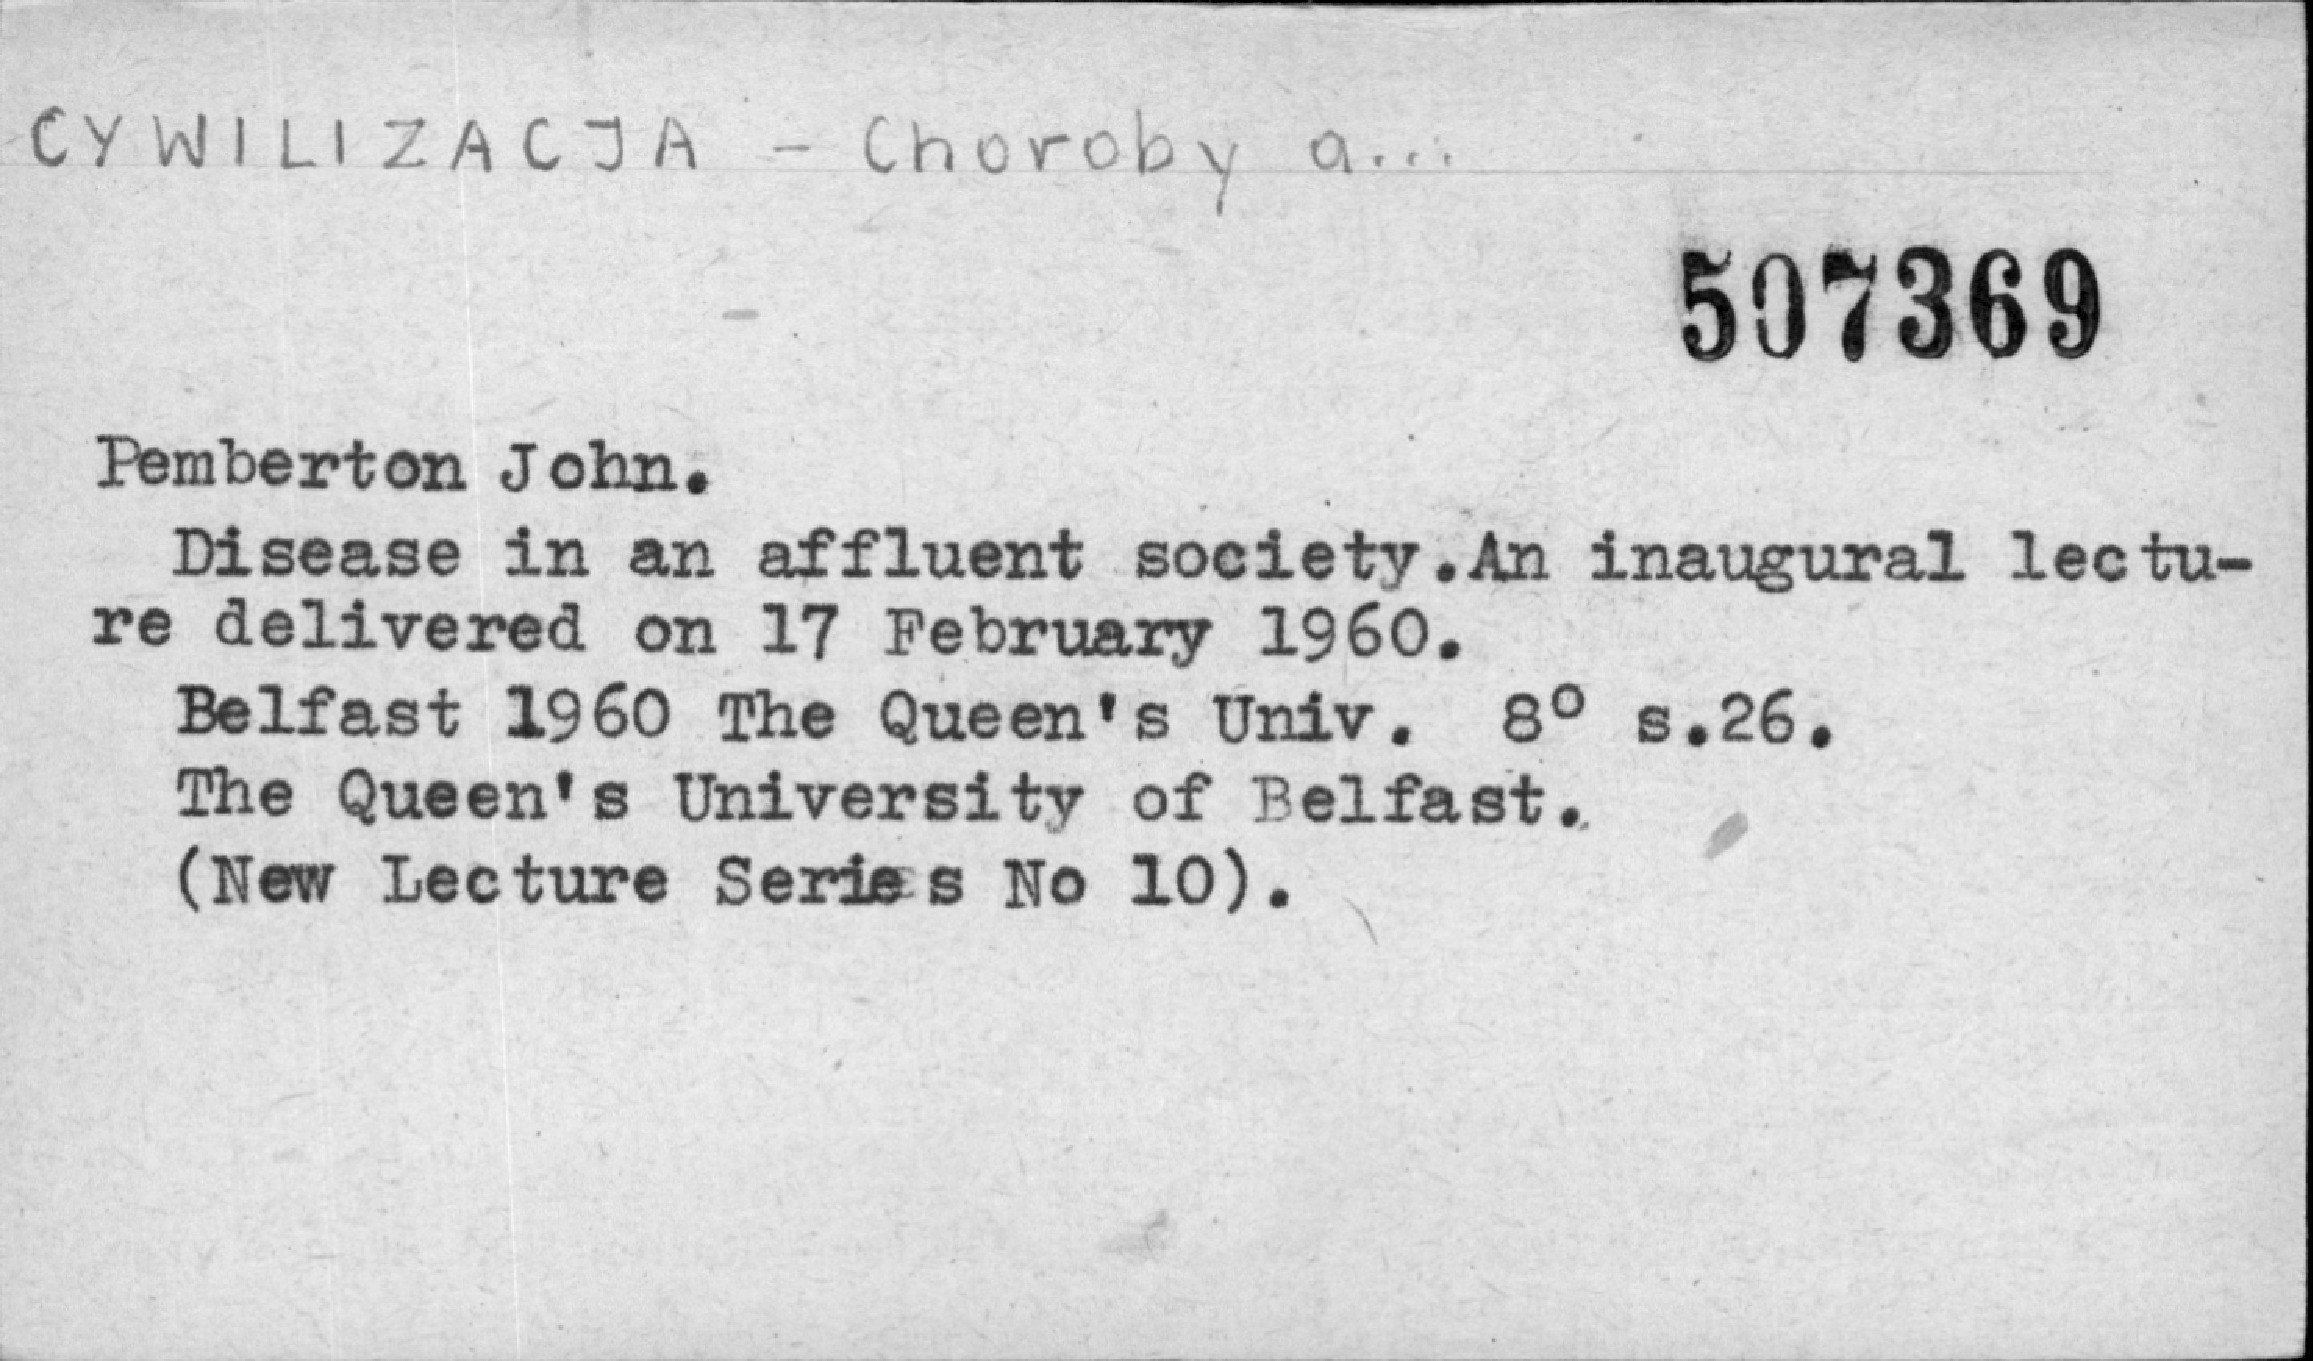 CYWILIZACJA - Choroby a...
507369
Pemberton John.
Disease in an affluent society.An inaugural lectu-
re delivered on 17 February 1960.
Belfast 1960 The Queen's Univ. 8° s.26.
The Queen's University of Belfast.
(New Lecture Series No 10).